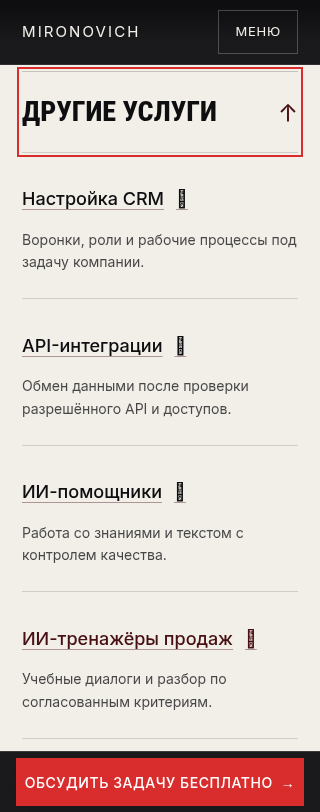 MIRONOVICH
МЕНЮ
ДРУГИЕ УСЛУГИ ↑
Настройка CRM
Воронки, роли и рабочие процессы под
задачу компании.
API-интеграции
Обмен данными после проверки
разрешённого API и доступов.
ИИ-помощники
Работа со знаниями и текстом с
контролем качества.
ИИ-тренажёры продаж
Учебные диалоги и разбор по
согласованным критериям.
ОБСУДИТЬ ЗАДАЧУ БЕСПЛАТНО →